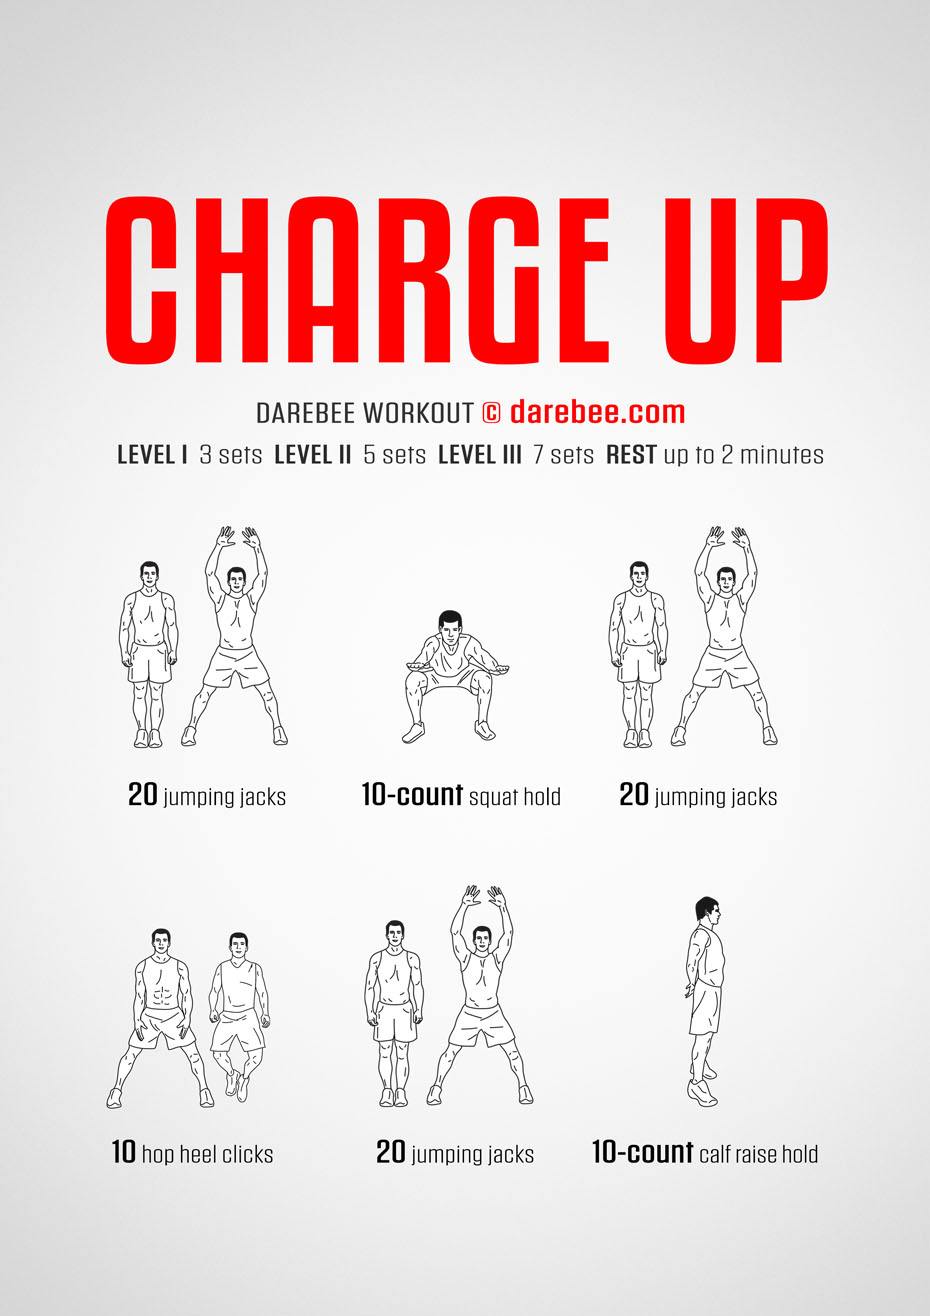 CHARGE UP
DAREBEE WORKOUT © darebee.com
LEVEL I 3 sets LEVEL II 5 sets LEVEL III 7 sets REST up to 2 minutes
20 jumping jacks
10-count squat hold
20 jumping jacks
10 hop heel clicks
20 jumping jacks
10-count calf raise hold